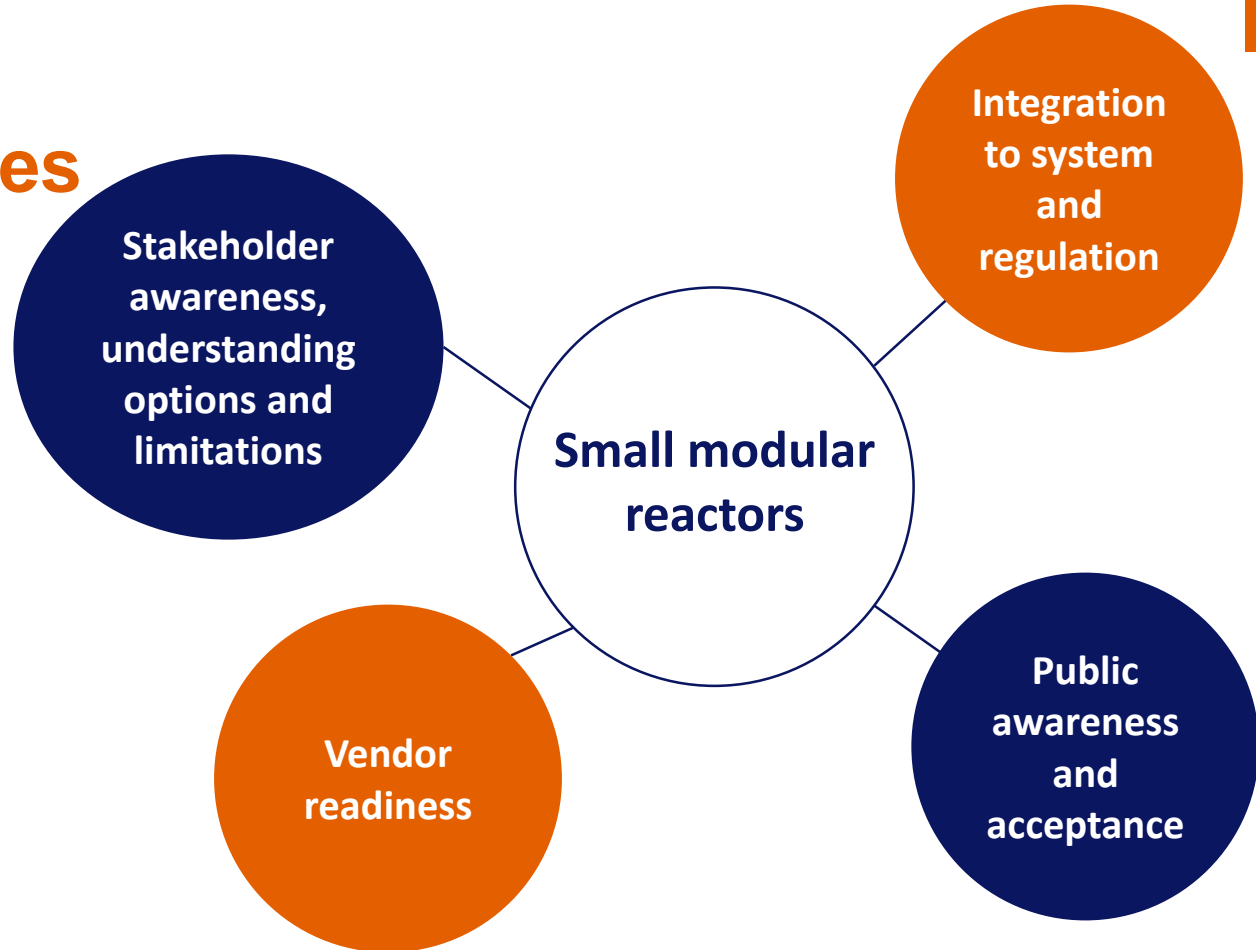 es
Stakeholder
awareness,
understanding
options and
limitations
Integration
to system
and
regulation
Small modular
reactors
Vendor
readiness
Public
awareness
and
acceptance